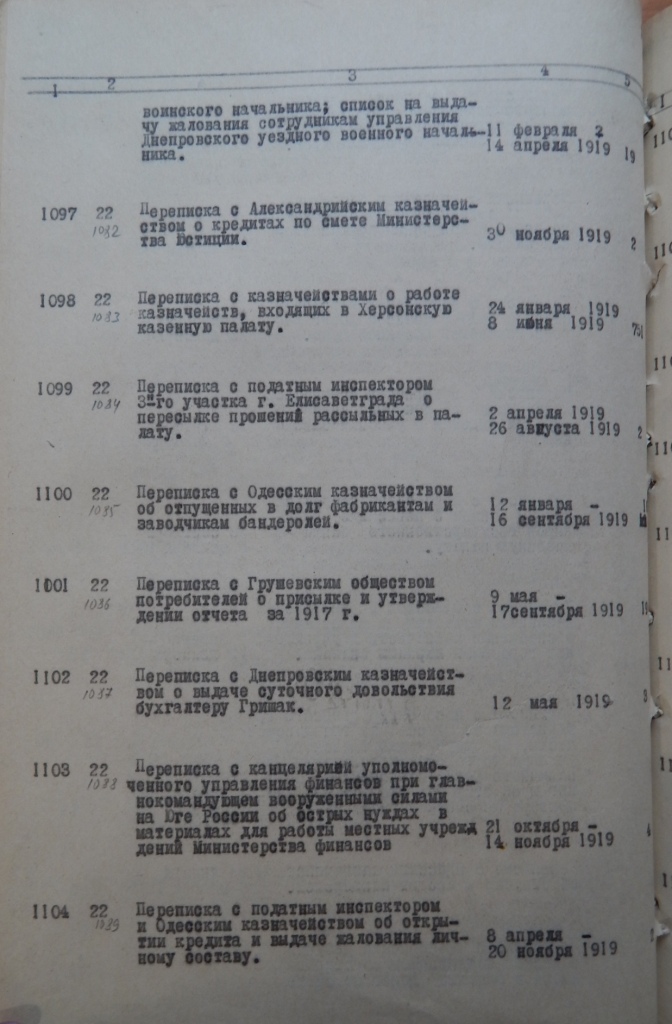 1 2 3 4 5
воинского начальника; список на выда-
чу жалования сотрудникам управления
Днепровского уездного военного началь- 11 февраля 2
ника. 14 апреля 1919 19
1097 22 Переписка с Александрийским казначей-
1082 ством о кредитах по смете Министерс-
тва Юстиции. 30 ноября 1919 2
1098 22 Переписка с казначействами о работе
1083 казначейств, входящих в Херсонскую 24 января 1919
казенную палату. 8 июня 1919
1099 22 Переписка с податным инспектором
1084 3-го участка г. Елисаветграда о
пересылке прошений рассыльных в па- 2 апреля 1919
лату. 26 августа 1919 2
1100 22 Переписка с Одесским казначейством
1085 об отпущенных в долг фабрикантам и 12 января -
заводчикам бандеролей. 16 сентября 1919
1001 22 Переписка с Грушевским обществом
1086 потребителей о присылке и утверж- 9 мая -
дении отчета за 1917 г. 17сентября 1919
1102 22 Переписка с Днепровским казначейст-
1087 вом о выдаче суточного довольствия
бухгалтеру Гришак. 12 мая 1919 3
1103 22 Переписка с канцелярией уполномо-
1088 ченного управления финансов при глав-
нокомандующем вооруженными силами
на Юге России об острых нуждах в
материалах для работы местных учреж 21 октября -
дений Министерства финансов 14 ноября 1919
1104 22 Переписка с податным инспектором
1089 и Одесским казначейством об откры-
тии кредита и выдаче жалования лич- 8 апреля -
ному составу. 20 ноября 1919